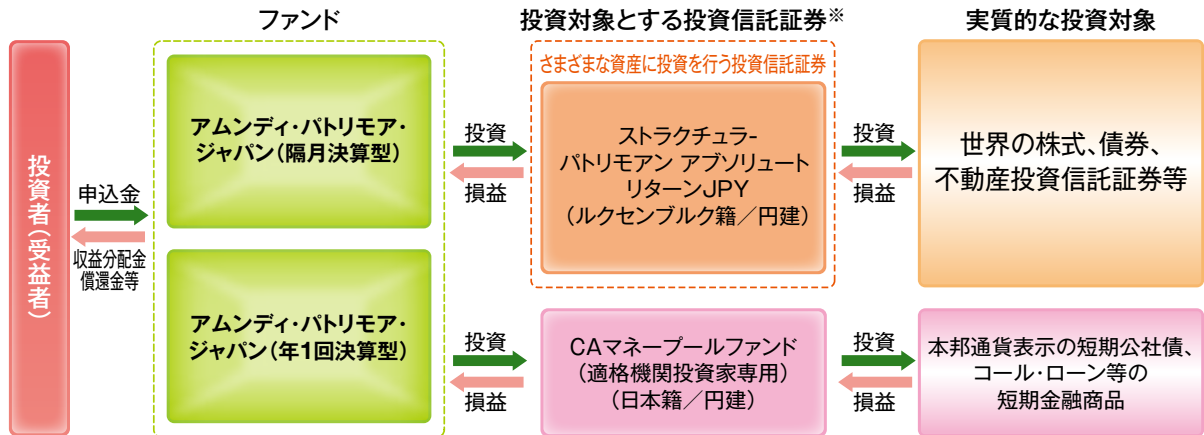 ファンド
投資対象とする投資信託証券※
実質的な投資対象
投資者(受益者)
申込金
収益分配金
償還金等
アムンディ・パトリモア・
ジャパン(隔月決算型)
アムンディ・パトリモア・
ジャパン(年1回決算型)
投資
損益
さまざまな資産に投資を行う投資信託証券
ストラクチュラ-
パトリモアン アブソリュート
リターンJPY
(ルクセンブルク籍/円建)
投資
損益
世界の株式、債券、
不動産投資信託証券等
投資
損益
CAマネープールファンド
(適格機関投資家専用)
(日本籍/円建)
投資
損益
本邦通貨表示の短期公社債、
コール・ローン等の
短期金融商品